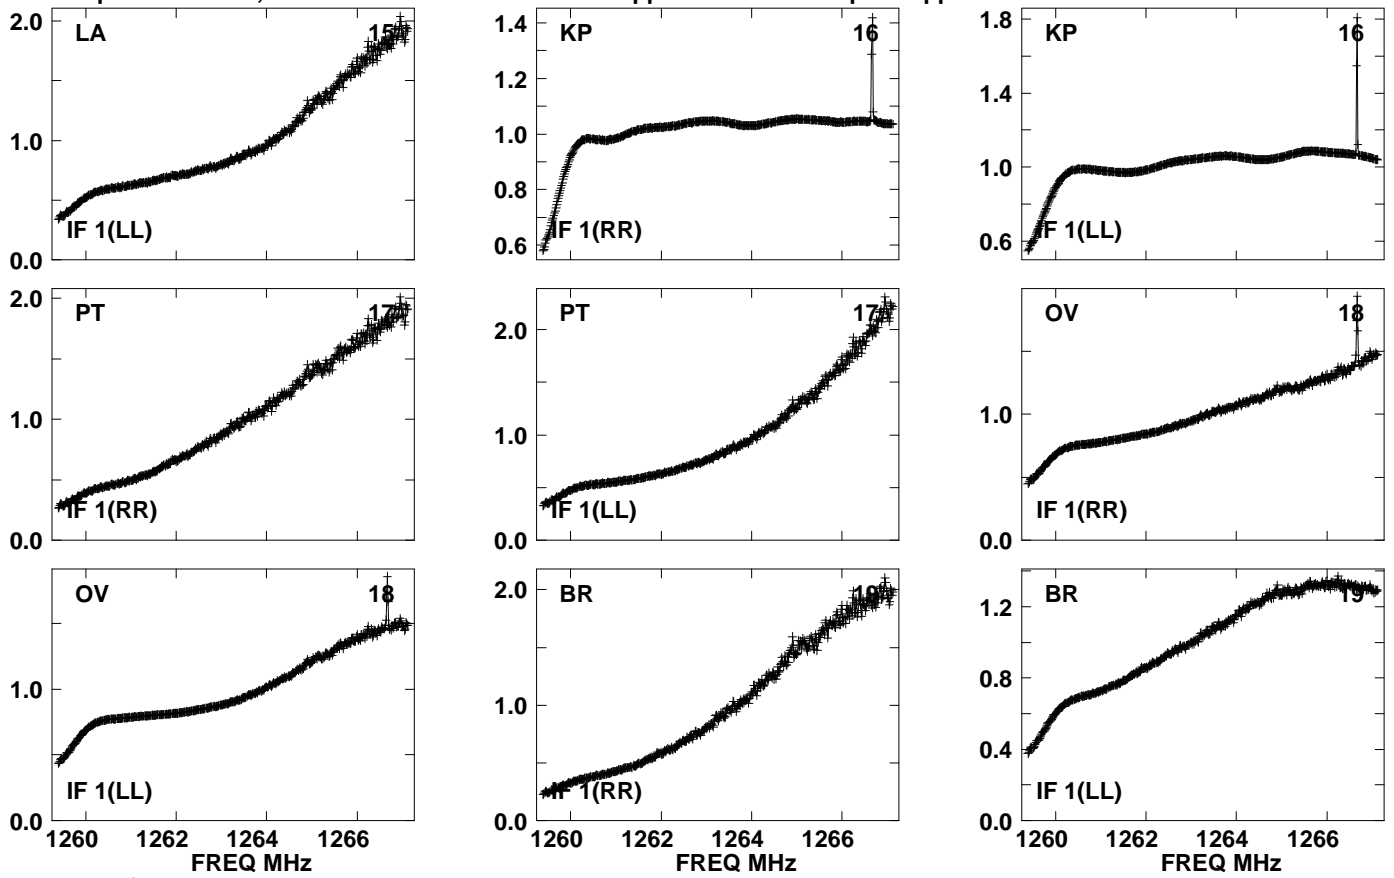 2.0 LA 15
1.5
1.0
0.0 IF 1(LL)
1.4 KP 16
1.2
1.0
0.8
0.6 IF 1(RR)
1.8 KP 16
1.4
1.0
0.6 IF 1(LL)
2.0 PT 17
1.0
0.0 IF 1(RR)
PT 17
2.0
1.0
0.0 IF 1(LL)
OV 18
1.0
0.0 IF 1(RR)
OV 18
1.0
0.0 IF 1(LL)
2.0 BR 19
1.0
0.0 IF 1(RR)
1.2 BR 19
0.8
0.4
0.0 IF 1(LL)
1260 1262 1264 1266
FREQ MHz
1260 1262 1264 1266
FREQ MHz
1260 1262 1264 1266
FREQ MHz